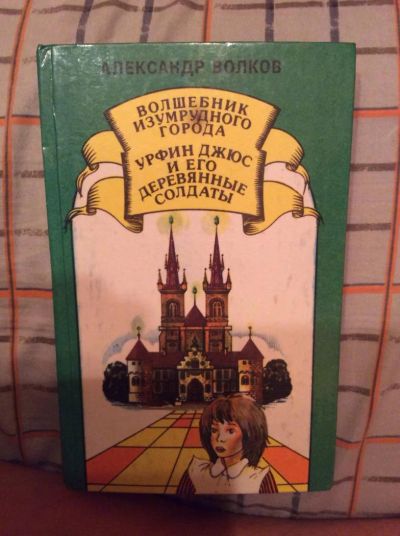 АЛЕКСАНДР ВОЛКОВ
ВОЛШЕБНИК
ИЗУМРУДНОГО
ГОРОДА
УРФИН ДЖЮС
И ЕГО
ДЕРЕВЯННЫЕ
СОЛДАТЫ